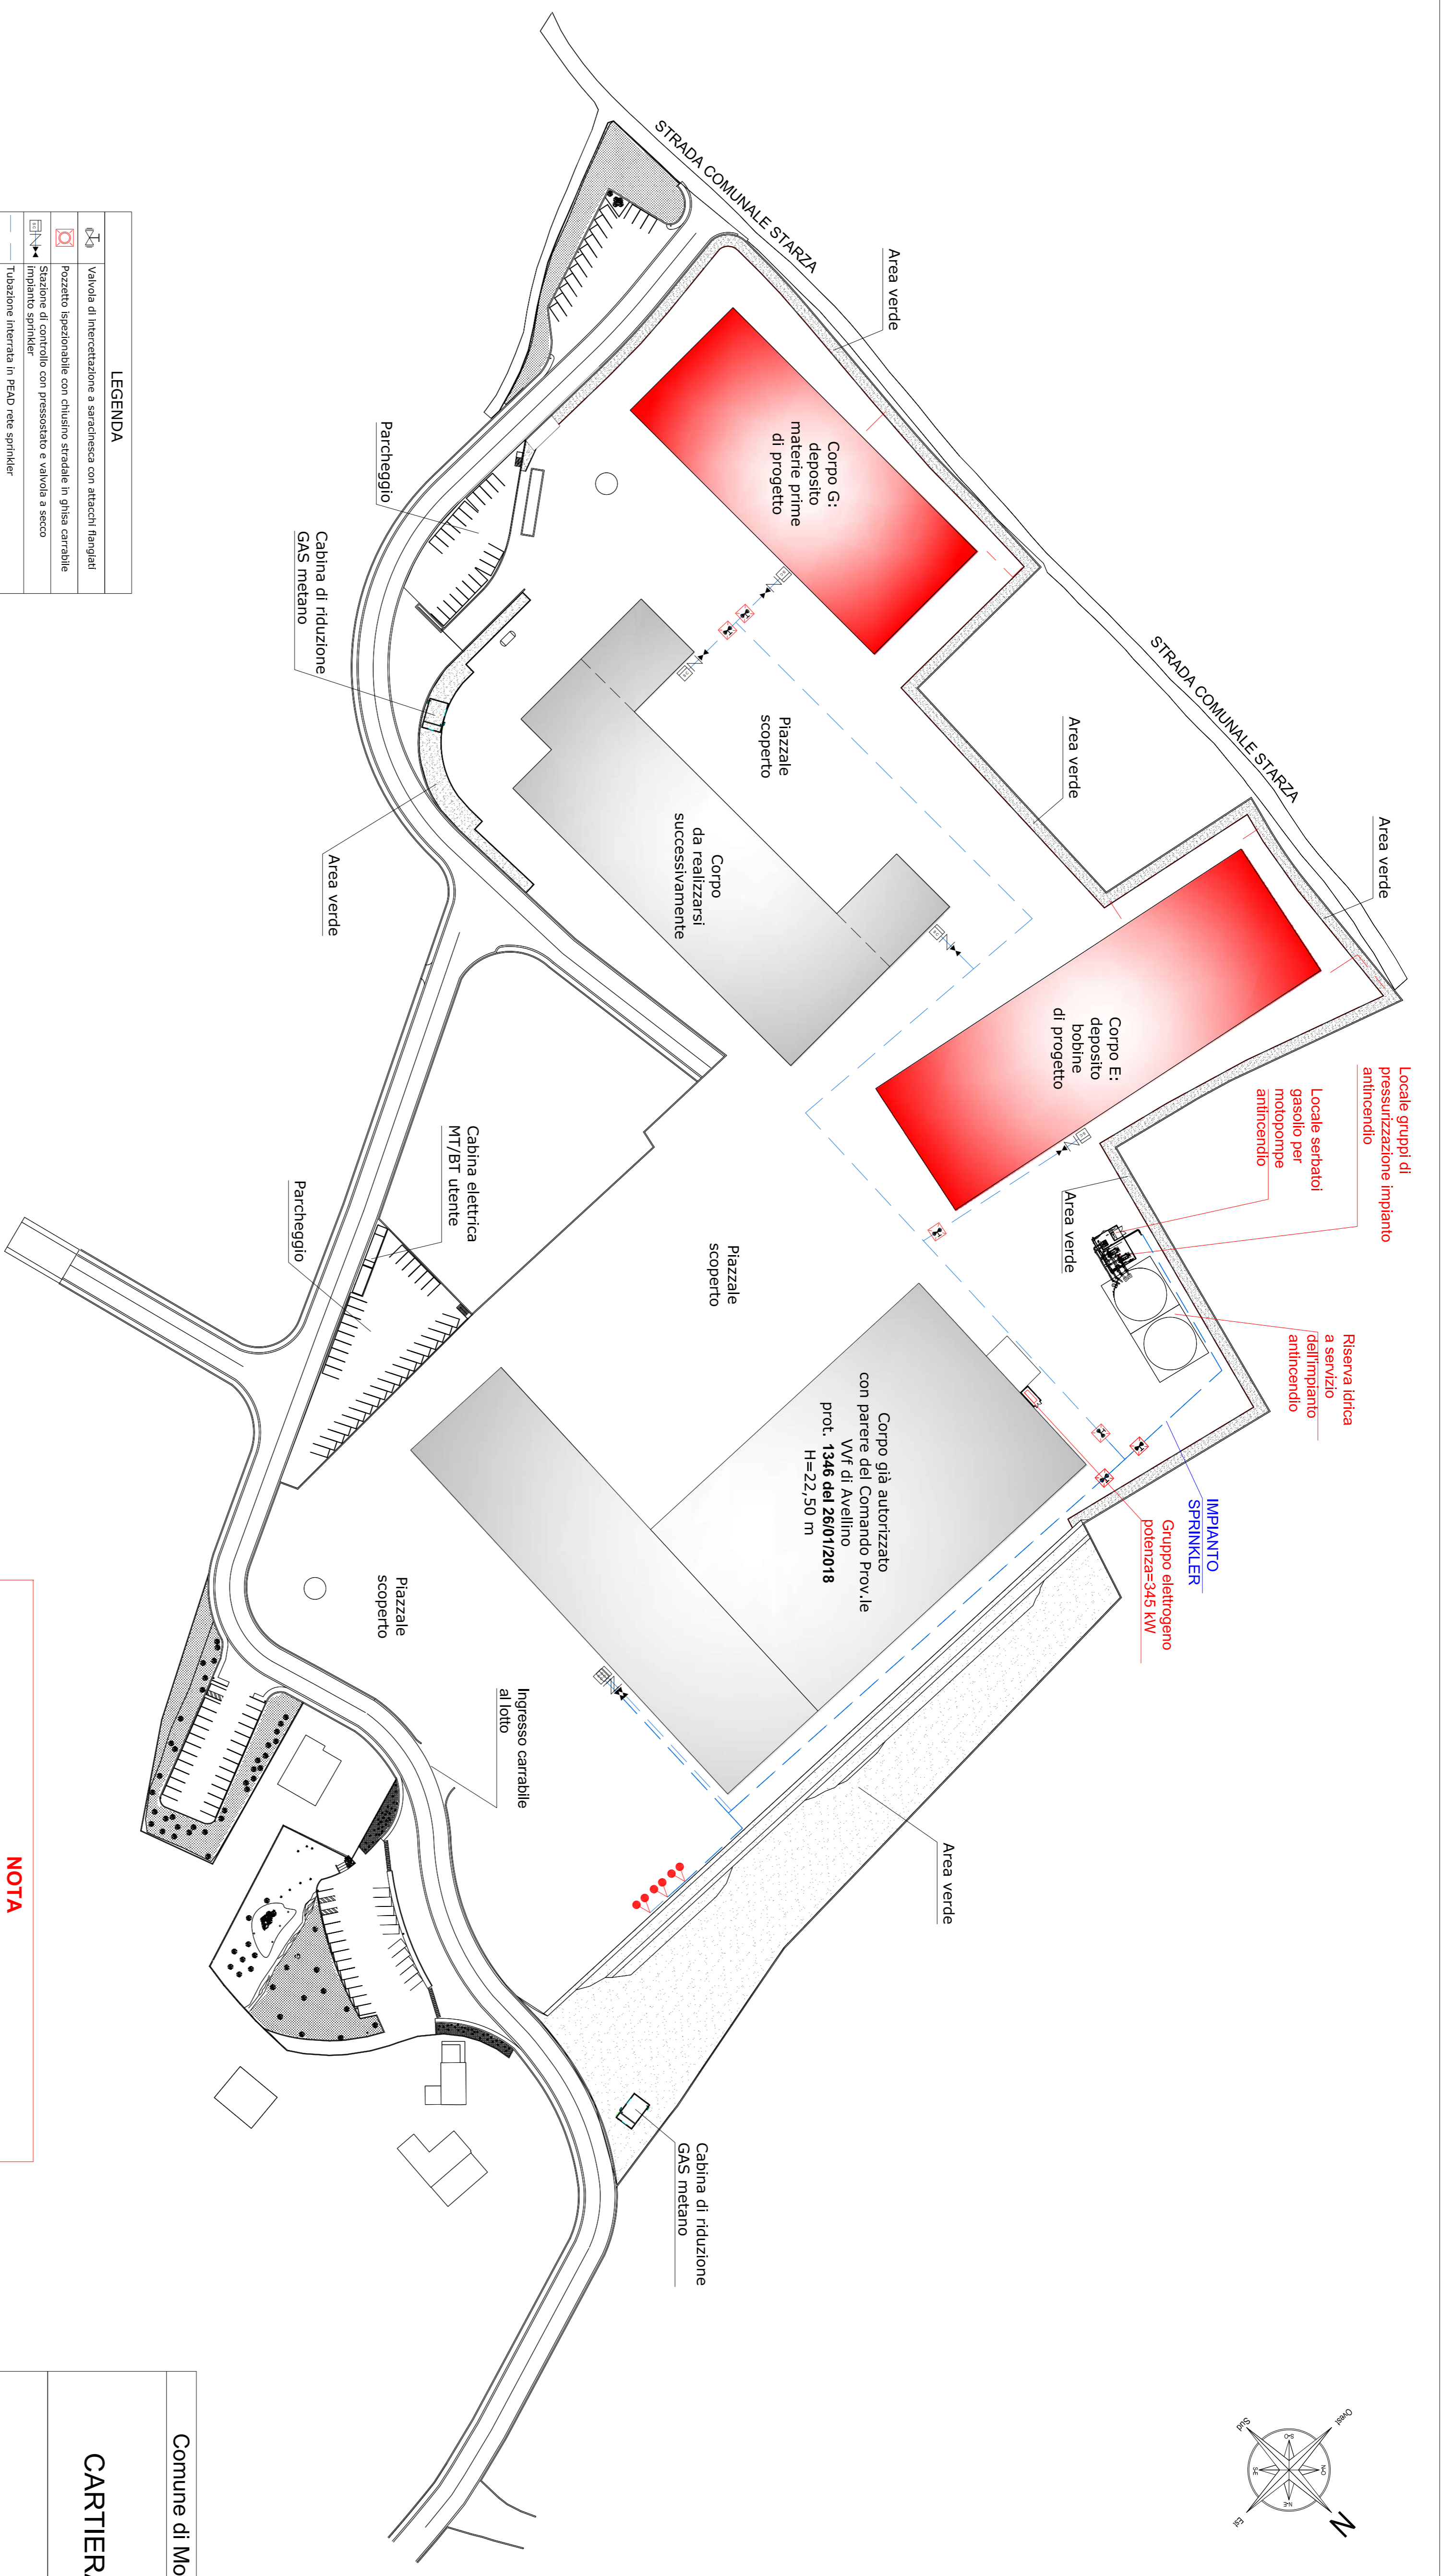 STRADA COMUNALE STARZA
STRADA COMUNALE STARZA
Area verde
Area verde
Area verde
Corpo G:
deposito
materie prime
di progetto
Corpo E:
deposito
bobine
di progetto
Locale gruppi di
pressurizzazione impianto
antincendio
Locale serbatoi
gasolio per
motopompe
antincendio
Area verde
Riserva idrica
a servizio
dell'impianto
antincendio
IMPIANTO
SPRINKLER
Gruppo elettrogeno
potenza=345 kW
Piazzale
scoperto
Corpo
da realizzarsi
successivamente
Parcheggio
Cabina di riduzione
GAS metano
Area verde
Piazzale
scoperto
Cabina elettrica
MT/BT utente
Parcheggio
Corpo già autorizzato
con parere del Comando Prov.le
VVf di Avellino
prot. 1346 del 26/01/2018
H=22,50 m
Piazzale
scoperto
Ingresso carrabile
al lotto
Area verde
Cabina di riduzione
GAS metano
Ovest
N
Sud
Est
S-O
N-O
S-E
N-E
LEGENDA
Valvola di intercettazione a saracinesca con attacchi flangiati
Pozzetto ispezionabile con chiusino stradale in ghisa carrabile
Stazione di controllo con pressostato e valvola a secco
impianto sprinkler
Tubazione interrata in PEAD rete sprinkler
NOTA
Comune di Mo
CARTIERA